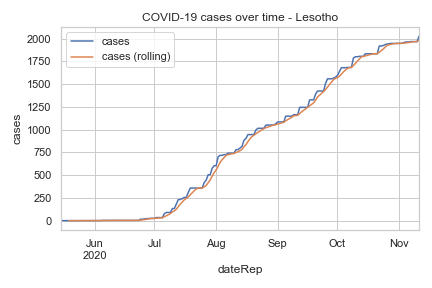 COVID-19 cases over time - Lesotho
cases
cases (rolling)
cases
2000
1750
1500
1250
1000
750
500
250
0
Jun
2020
Jul
Aug
Sep
Oct
Nov
dateRep